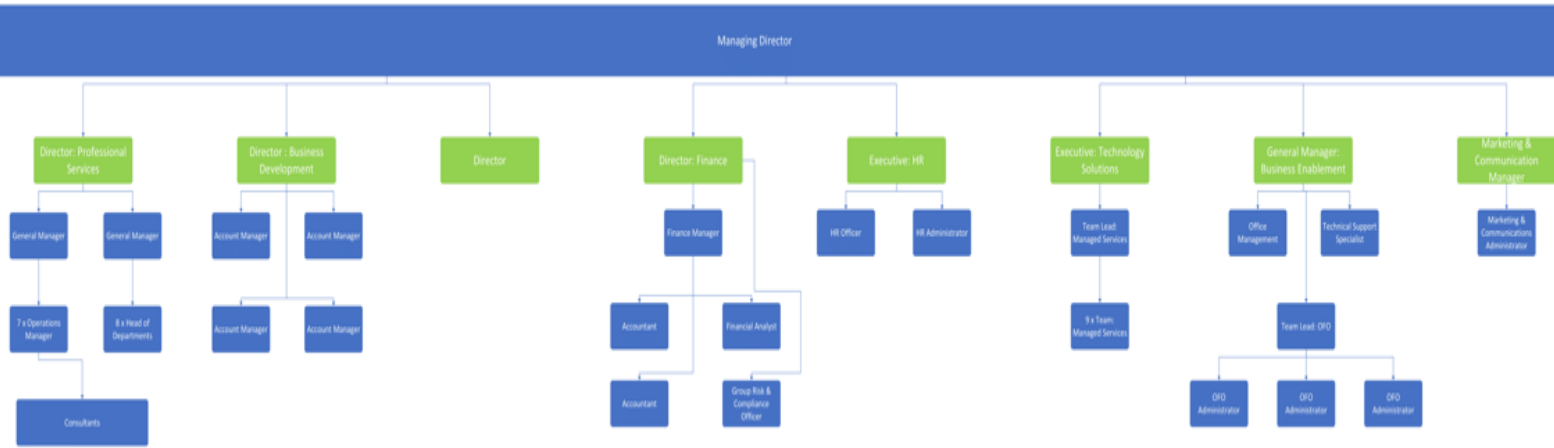 Managing Director
Director: Professional
Services
Director : Business
Development
Director
Director: Finance
Executive: HR
Executive: Technology
Solutions
General Manager:
Business Enablement
Marketing &
Communication
Manager
General Manager
General Manager
Account Manager
Account Manager
Finance Manager
HR Officer
HR Administrator
Team Lead:
Managed Services
Office
Management
Technical Support
Specialist
Marketing &
Communications
Administrator
7 x Operations
Manager
8 x Head of
Departments
Account Manager
Account Manager
Accountant
Financial Analyst
9 x Team:
Managed Services
Team Lead: OFO
Consultants
Accountant
Group Risk &
Compliance
Officer
OFO
Administrator
OFO
Administrator
OFO
Administrator